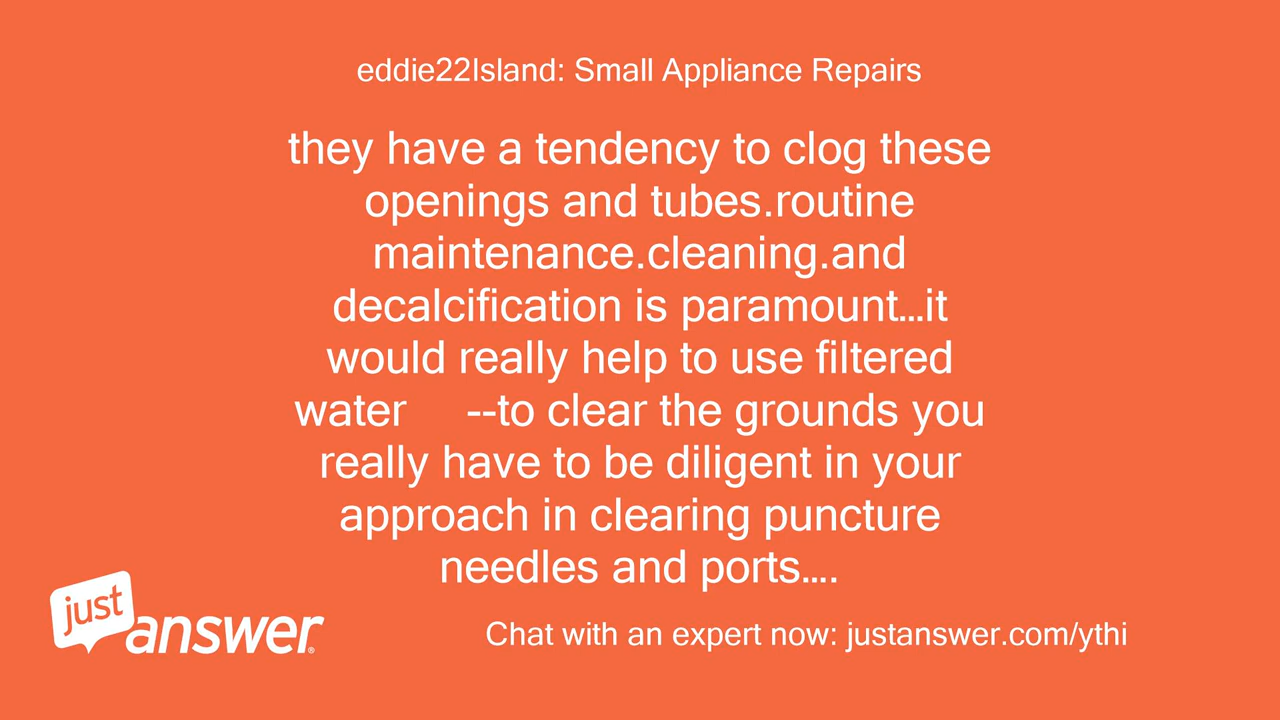 eddie22Island: Small Appliance Repairs
they have a tendency to clog these
openings and tubes.routine
maintenance.cleaning.and
decalcification is paramount…it
would really help to use filtered
water     --to clear the grounds you
really have to be diligent in your
approach in clearing puncture
needles and ports….
just
answer®
Chat with an expert now: justanswer.com/ythi